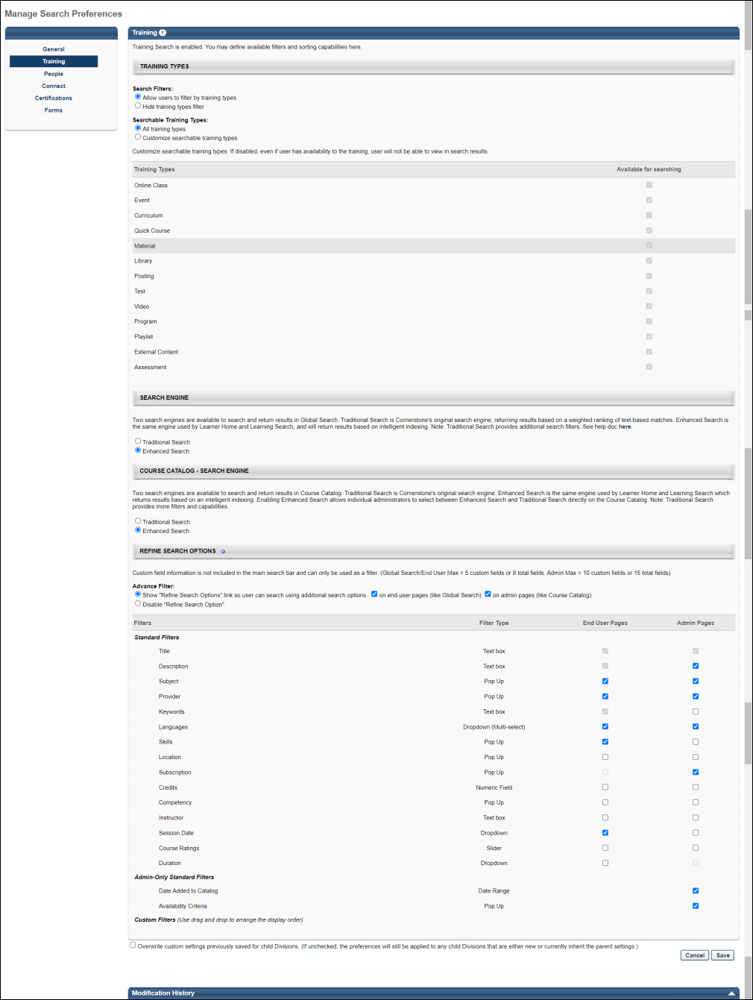 Manage Search Preferences
General
Training
People
Connect
Certifications
Forms
Training ?
Training Search is enabled. You may define available filters and sorting capabilities here.
TRAINING TYPES
Search Filters:
Allow users to filter by training types
Hide training types filter
Searchable Training Types:
All training types
Customize searchable training types
Customize searchable training types. If disabled, even if user has availability to the training, user will not be able to view in search results.
Training Types Available for searching
Online Class
Event
Curriculum
Quick Course
Material
Library
Posting
Test
Video
Program
Playlist
External Content
Assessment
SEARCH ENGINE
Two search engines are available to search and return results in Global Search. Traditional Search is Cornerstone's original search engine, returning results based on a weighted ranking of text-based matches. Enhanced Search is
the same engine used by Learner Home and Learning Search, and will return results based on intelligent indexing. Note: Traditional Search provides additional search filters. See help doc here.
Traditional Search
Enhanced Search
COURSE CATALOG - SEARCH ENGINE
Two search engines are available to search and return results in Course Catalog. Traditional Search is Cornerstone's original search engine. Enhanced Search is the same engine used by Learner Home and Learning Search which
returns results based on an intelligent indexing. Enabling Enhanced Search allows individual administrators to select between Enhanced Search and Traditional Search directly on the Course Catalog. Note: Traditional Search
provides more filters and capabilities.
Traditional Search
Enhanced Search
REFINE SEARCH OPTIONS
Custom field information is not included in the main search bar and can only be used as a filter. (Global Search/End User Max = 5 custom fields or 8 total fields. Admin Max = 10 custom fields or 15 total fields)
Advance Filter:
Show "Refine Search Options" link so user can search using additional search options. on end-user pages (like Global Search) on admin pages (like Course Catalog)
Disable "Refine Search Option"
Filters Filter Type End User Pages Admin Pages
Standard Filters
Title Text box
Description Text box
Subject Pop Up
Provider Pop Up
Keywords Text box
Languages Dropdown (Multi-select)
Skills Pop Up
Location Pop Up
Subscription Pop Up
Credits Numeric Field
Competency Pop Up
Instructor Text box
Session Date Dropdown
Course Ratings Slider
Duration Dropdown
Admin-Only Standard Filters
Date Added to Catalog Date Range
Availability Criteria Pop Up
Custom Filters (Use drag and drop to arrange the display order)
Overwrite custom settings previously saved for child Divisions. (If unchecked, the preferences will still be applied to any child Divisions that are either new or currently inherit the parent settings.)
Cancel Save
Modification History